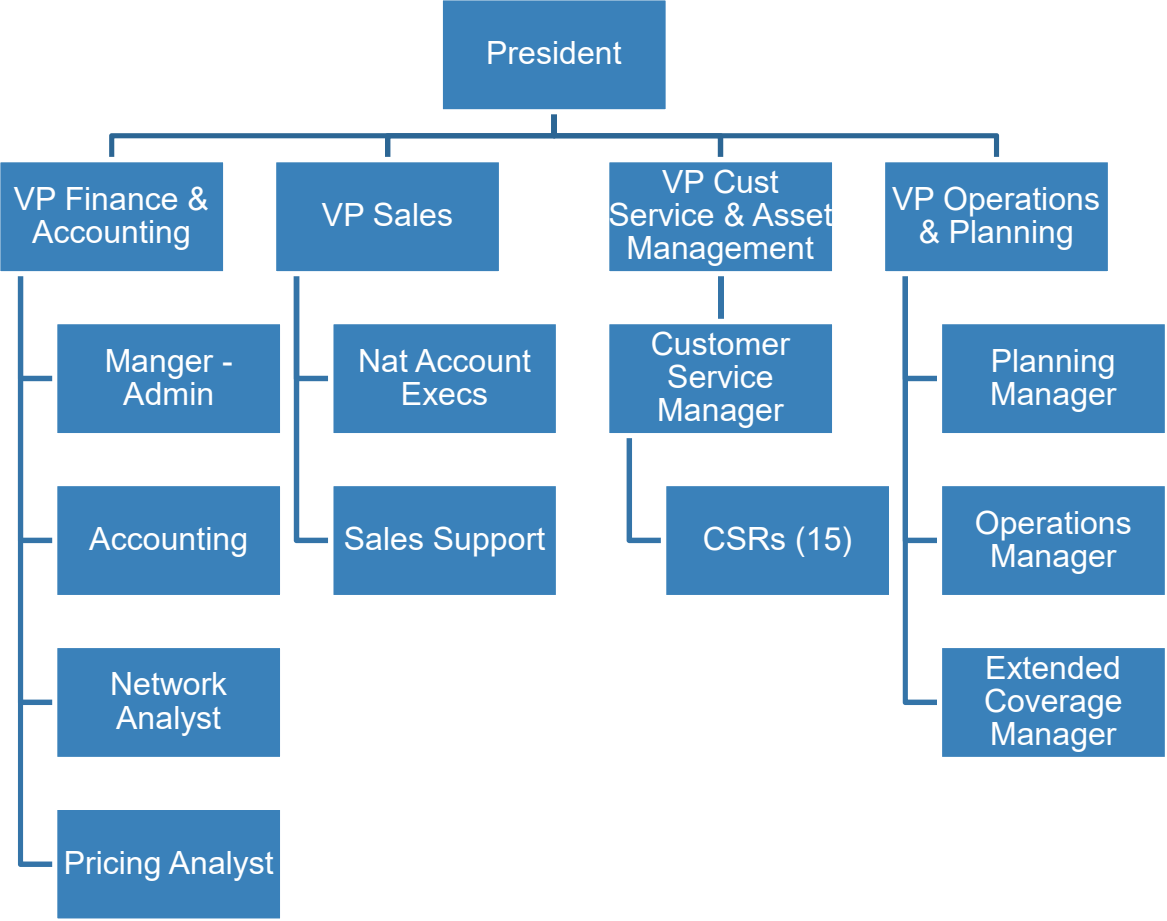 President
VP Finance &
Accounting
VP Sales
VP Cust
Service & Asset
Management
VP Operations
& Planning
Manger -
Admin
Nat Account
Execs
Customer
Service
Manager
Planning
Manager
Accounting
Sales Support
CSRs (15)
Operations
Manager
Network
Analyst
Extended
Coverage
Manager
Pricing Analyst